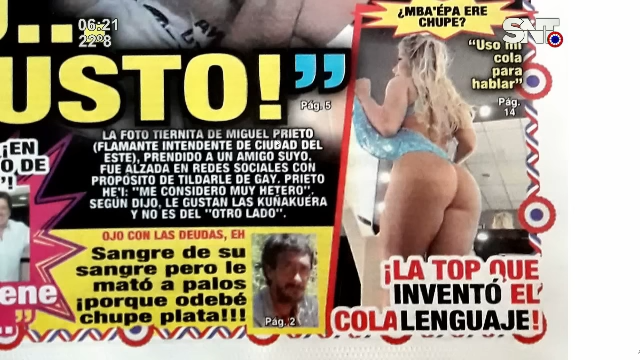 06:21
22°8
SNT
USTO!”
Pág. 5
LA FOTO TIERNITA DE MIGUEL PRIETO
(FLAMANTE INTENDENTE DE CIUDAD DEL
ESTE), PRENDIDO A UN AMIGO SUYO,
FUE ALZADA EN REDES SOCIALES CON
PROPÓSITO DE TILDARLE DE GAY. PRIETO
HE'I: "ME CONSIDERO MUY HETERO".
SEGÚN DIJO, LE GUSTAN LAS KUÑAKUÉRA
Y NO ES DEL "OTRO LADO".
¡EN
O, DE
'!
ene
”
OJO CON LAS DEUDAS, EH
Sangre de su
sangre pero le
mató a palos
¡porque odebé
chupe plata!!!
Pág. 2
¿MBA'ÉPA ERE
CHUPE?
“Uso mi
cola
para
hablar”
Pág.
14
¡LA TOP QUE
INVENTÓ EL
COLALENGUAJE!